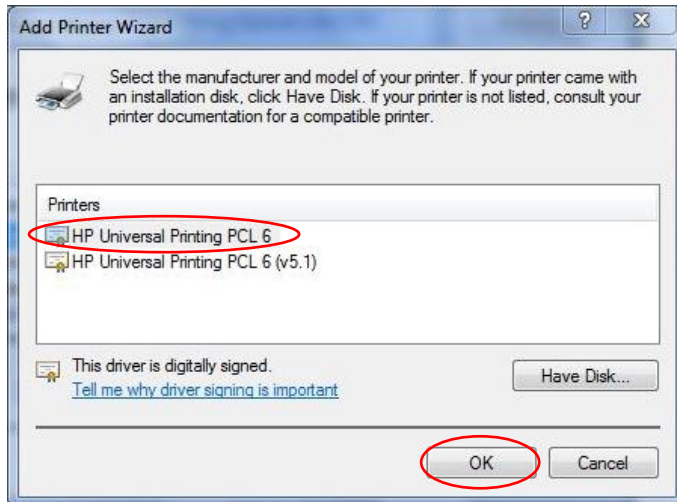 Add Printer Wizard
Select the manufacturer and model of your printer. If your printer came with
an installation disk, click Have Disk. If your printer is not listed, consult your
printer documentation for a compatible printer.
Printers
HP Universal Printing PCL 6
HP Universal Printing PCL 6 (v5.1)
This driver is digitally signed.
Have Disk...
Tell me why driver signing is important
OK
Cancel